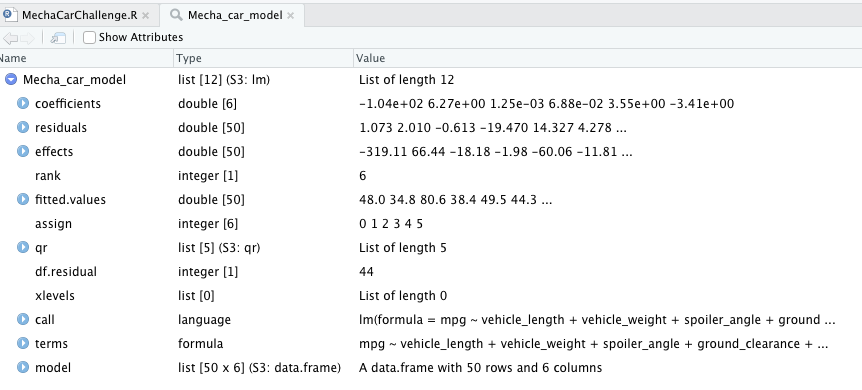 MechaCarChallenge.R × Mecha_car_model ×
Show Attributes
Name Type Value
Mecha_car_model list [12] (S3: lm) List of length 12
coefficients double [6] -1.04e+02 6.27e+00 1.25e-03 6.88e-02 3.55e+00 -3.41e+00
residuals double [50] 1.073 2.010 -0.613 -19.470 14.327 4.278 ...
effects double [50] -319.11 66.44 -18.18 -1.98 -60.06 -11.81 ...
rank integer [1] 6
fitted.values double [50] 48.0 34.8 80.6 38.4 49.5 44.3 ...
assign integer [6] 0 1 2 3 4 5
qr list [5] (S3: qr) List of length 5
df.residual integer [1] 44
xlevels list [0] List of length 0
call language lm(formula = mpg ~ vehicle_length + vehicle_weight + spoiler_angle + ground ...
terms formula mpg ~ vehicle_length + vehicle_weight + spoiler_angle + ground_clearance + ...
model list [50 x 6] (S3: data.frame) A data.frame with 50 rows and 6 columns